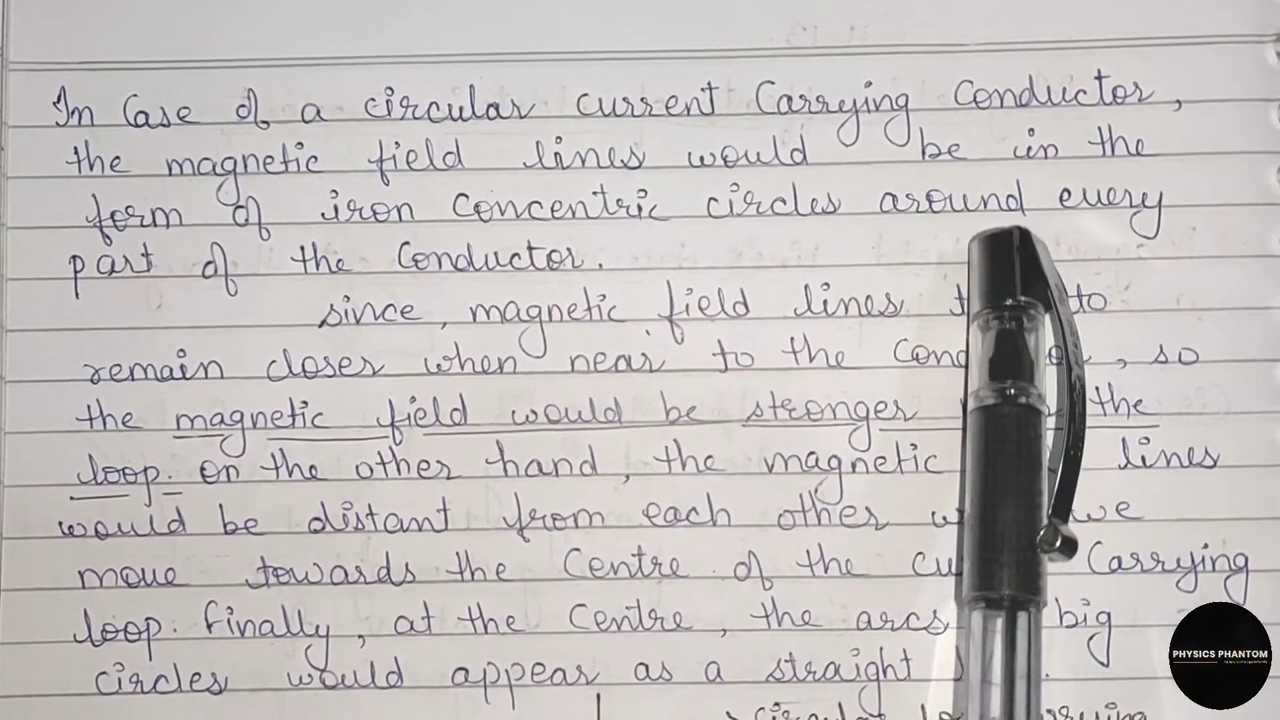 In Case of a circular current Carrying Conductor,
the magnetic field lines would be in the
form of iron concentric circles around every
part of the Conductor.
since, magnetic field lines to
remain closer when near to the , so
the magnetic field would be stronger the
loop. on the other hand, the magnetic lines
would be distant from each other we
move towards the Centre of the Carrying
loop. finally, at the Centre, the arcs big
circles would appear as a straight
PHYSICS PHANTOM